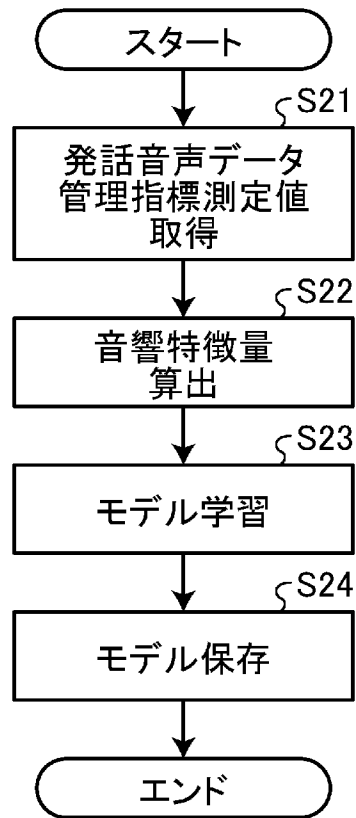 スタート
S21
発話音声データ
管理指標測定値
取得
S22
音響特徴量
算出
S23
モデル学習
S24
モデル保存
エンド